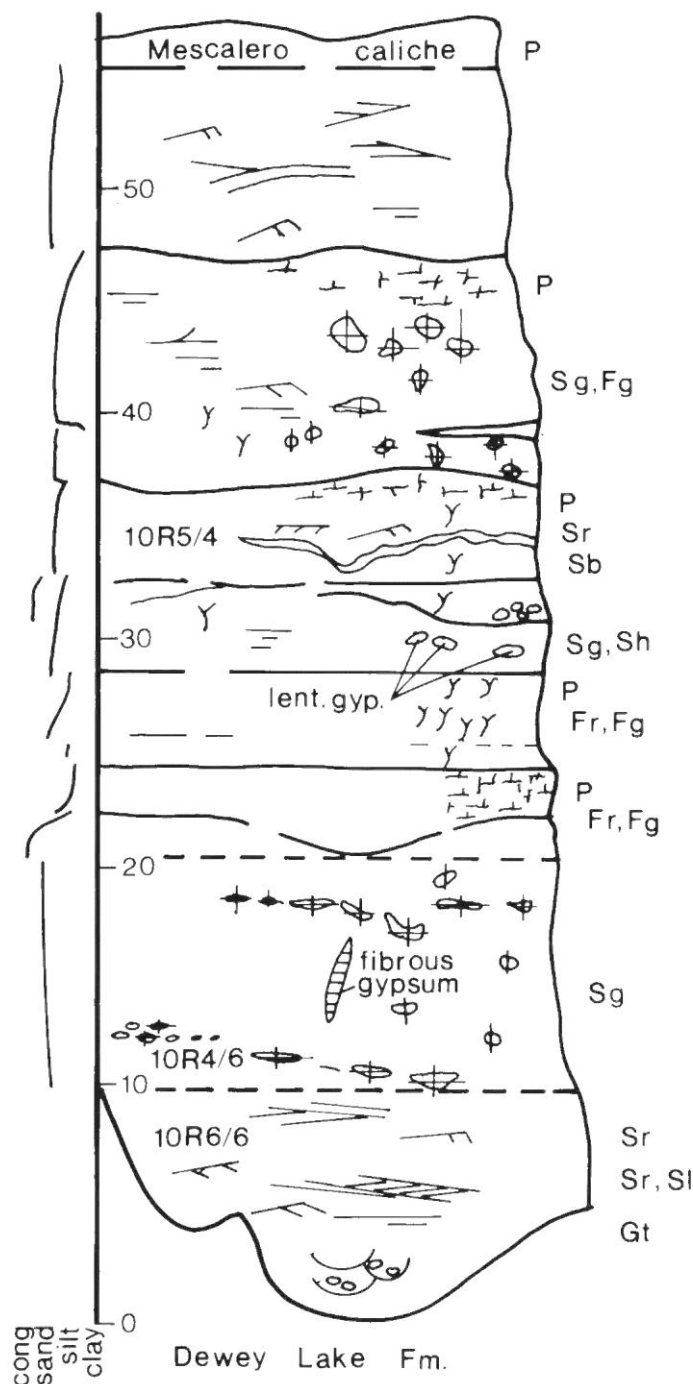 Mescalero caliche P
50
P
Sg, Fg
40
P
10R5/4 Sr
Sb
30 Sg, Sh
lent. gyp. P
Fr, Fg
P
Fr, Fg
20
fibrous
gypsum Sg
10R4/6
10
10R6/6 Sr
Sr, Sl
Gt
0
cong
sand
silt
clay
Dewey Lake Fm.